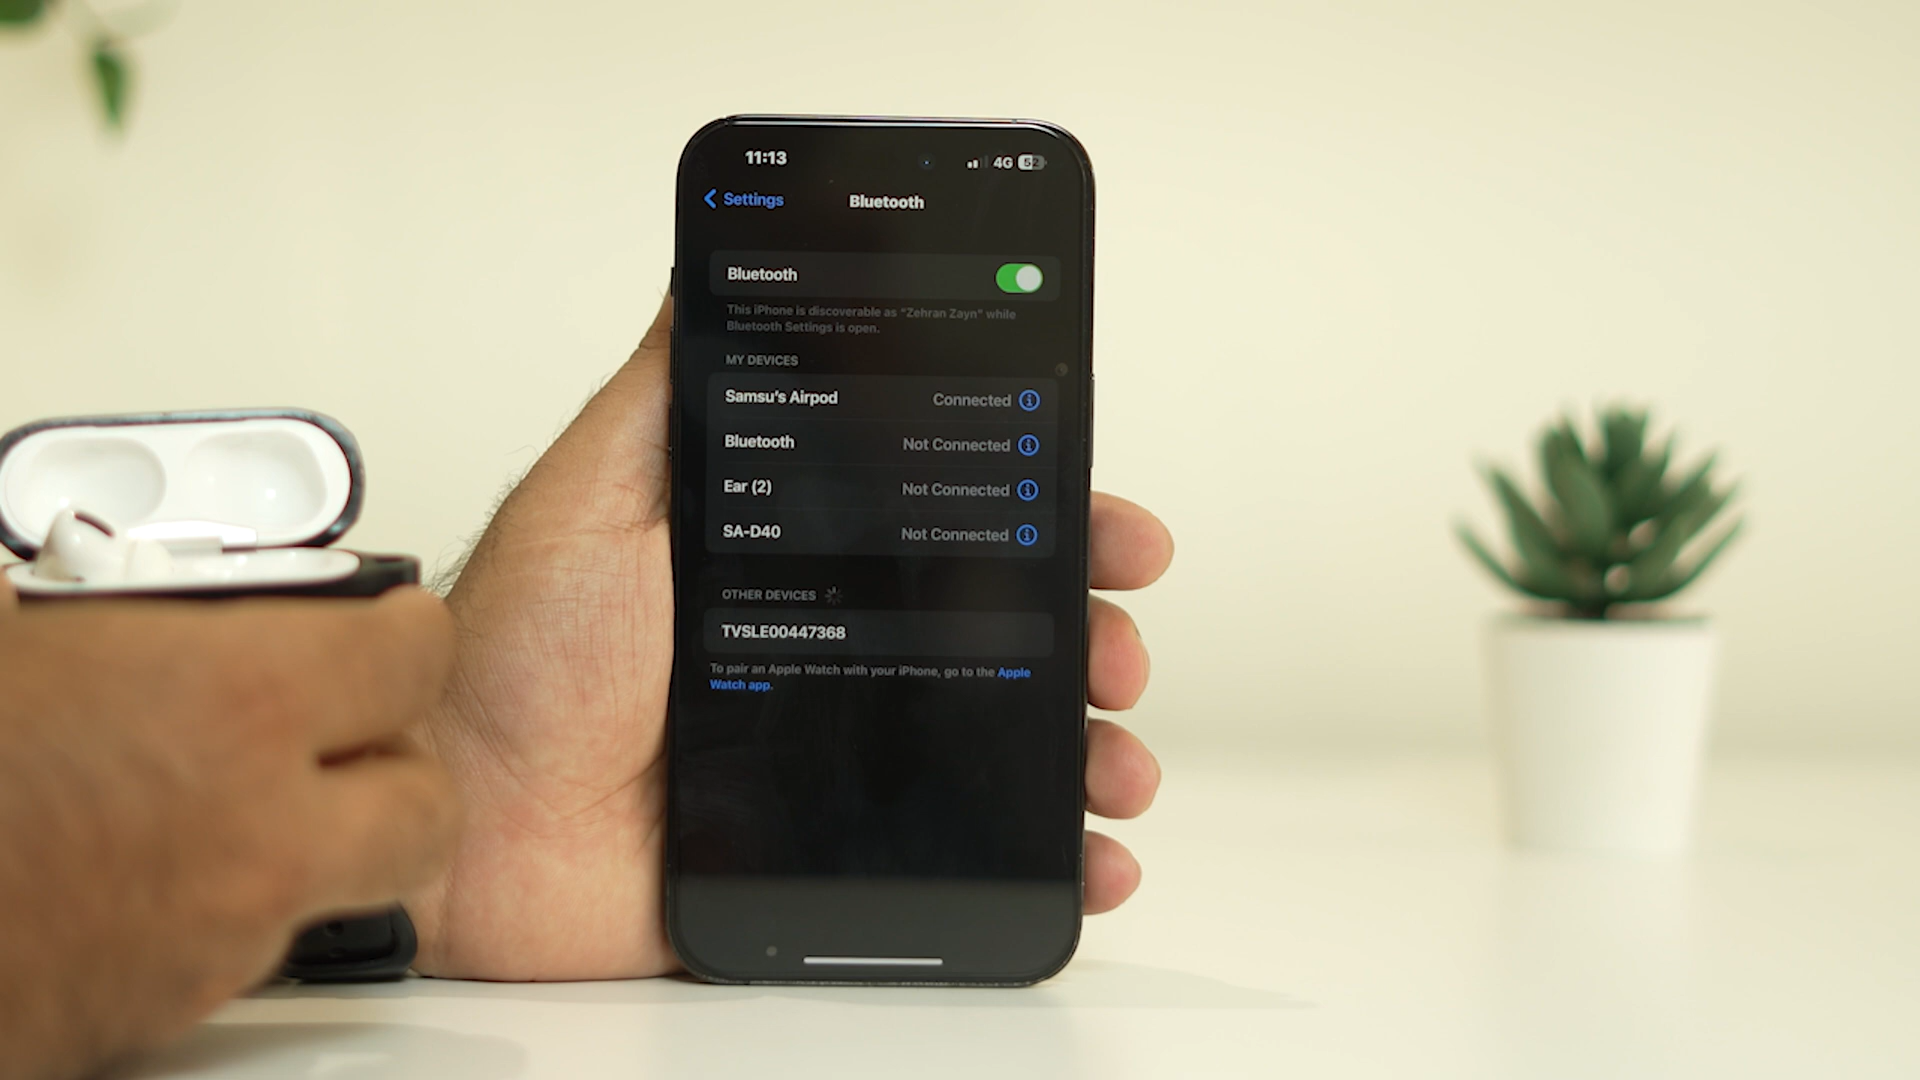 11:13
4G 52
Settings
Bluetooth
Bluetooth
This iPhone is discoverable as “Zehran Zayn” while
Bluetooth Settings is open.
MY DEVICES
Samsu's Airpod Connected
Bluetooth Not Connected
Ear (2) Not Connected
SA-D40 Not Connected
OTHER DEVICES
TVSLE00447368
To pair an Apple Watch with your iPhone, go to the Apple
Watch app.